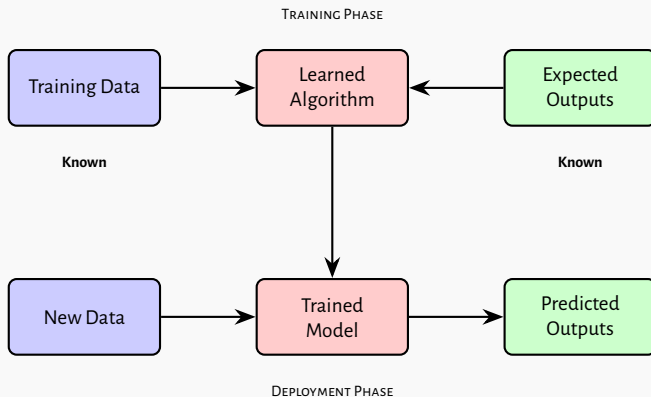 Training Phase
Training Data
Learned
Algorithm
Expected
Outputs
Known
Known
New Data
Trained
Model
Predicted
Outputs
Deployment Phase